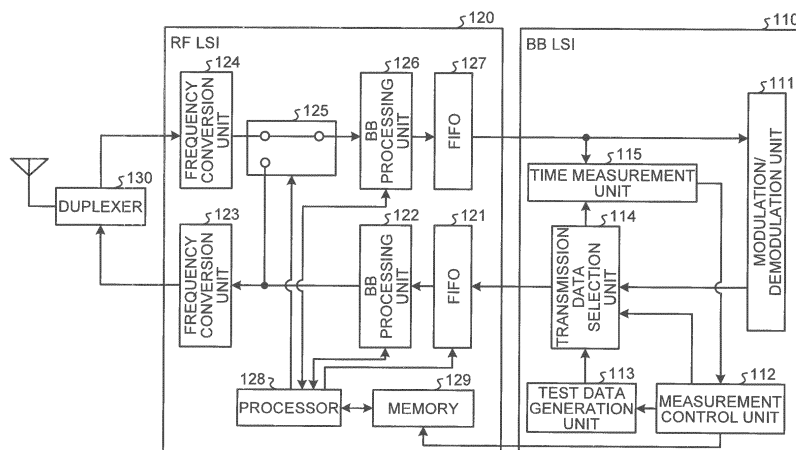 120
110
RF LSI
BB LSI
124
FREQUENCY
CONVERSION
UNIT
125
126
BB
PROCESSING
UNIT
127
FIFO
111
MODULATION/
DEMODULATION UNIT
115
TIME MEASUREMENT
UNIT
130
DUPLEXER
123
FREQUENCY
CONVERSION
UNIT
122
BB
PROCESSING
UNIT
121
FIFO
114
TRANSMISSION
DATA
SELECTION
UNIT
128
PROCESSOR
129
MEMORY
113
TEST DATA
GENERATION
UNIT
112
MEASUREMENT
CONTROL UNIT